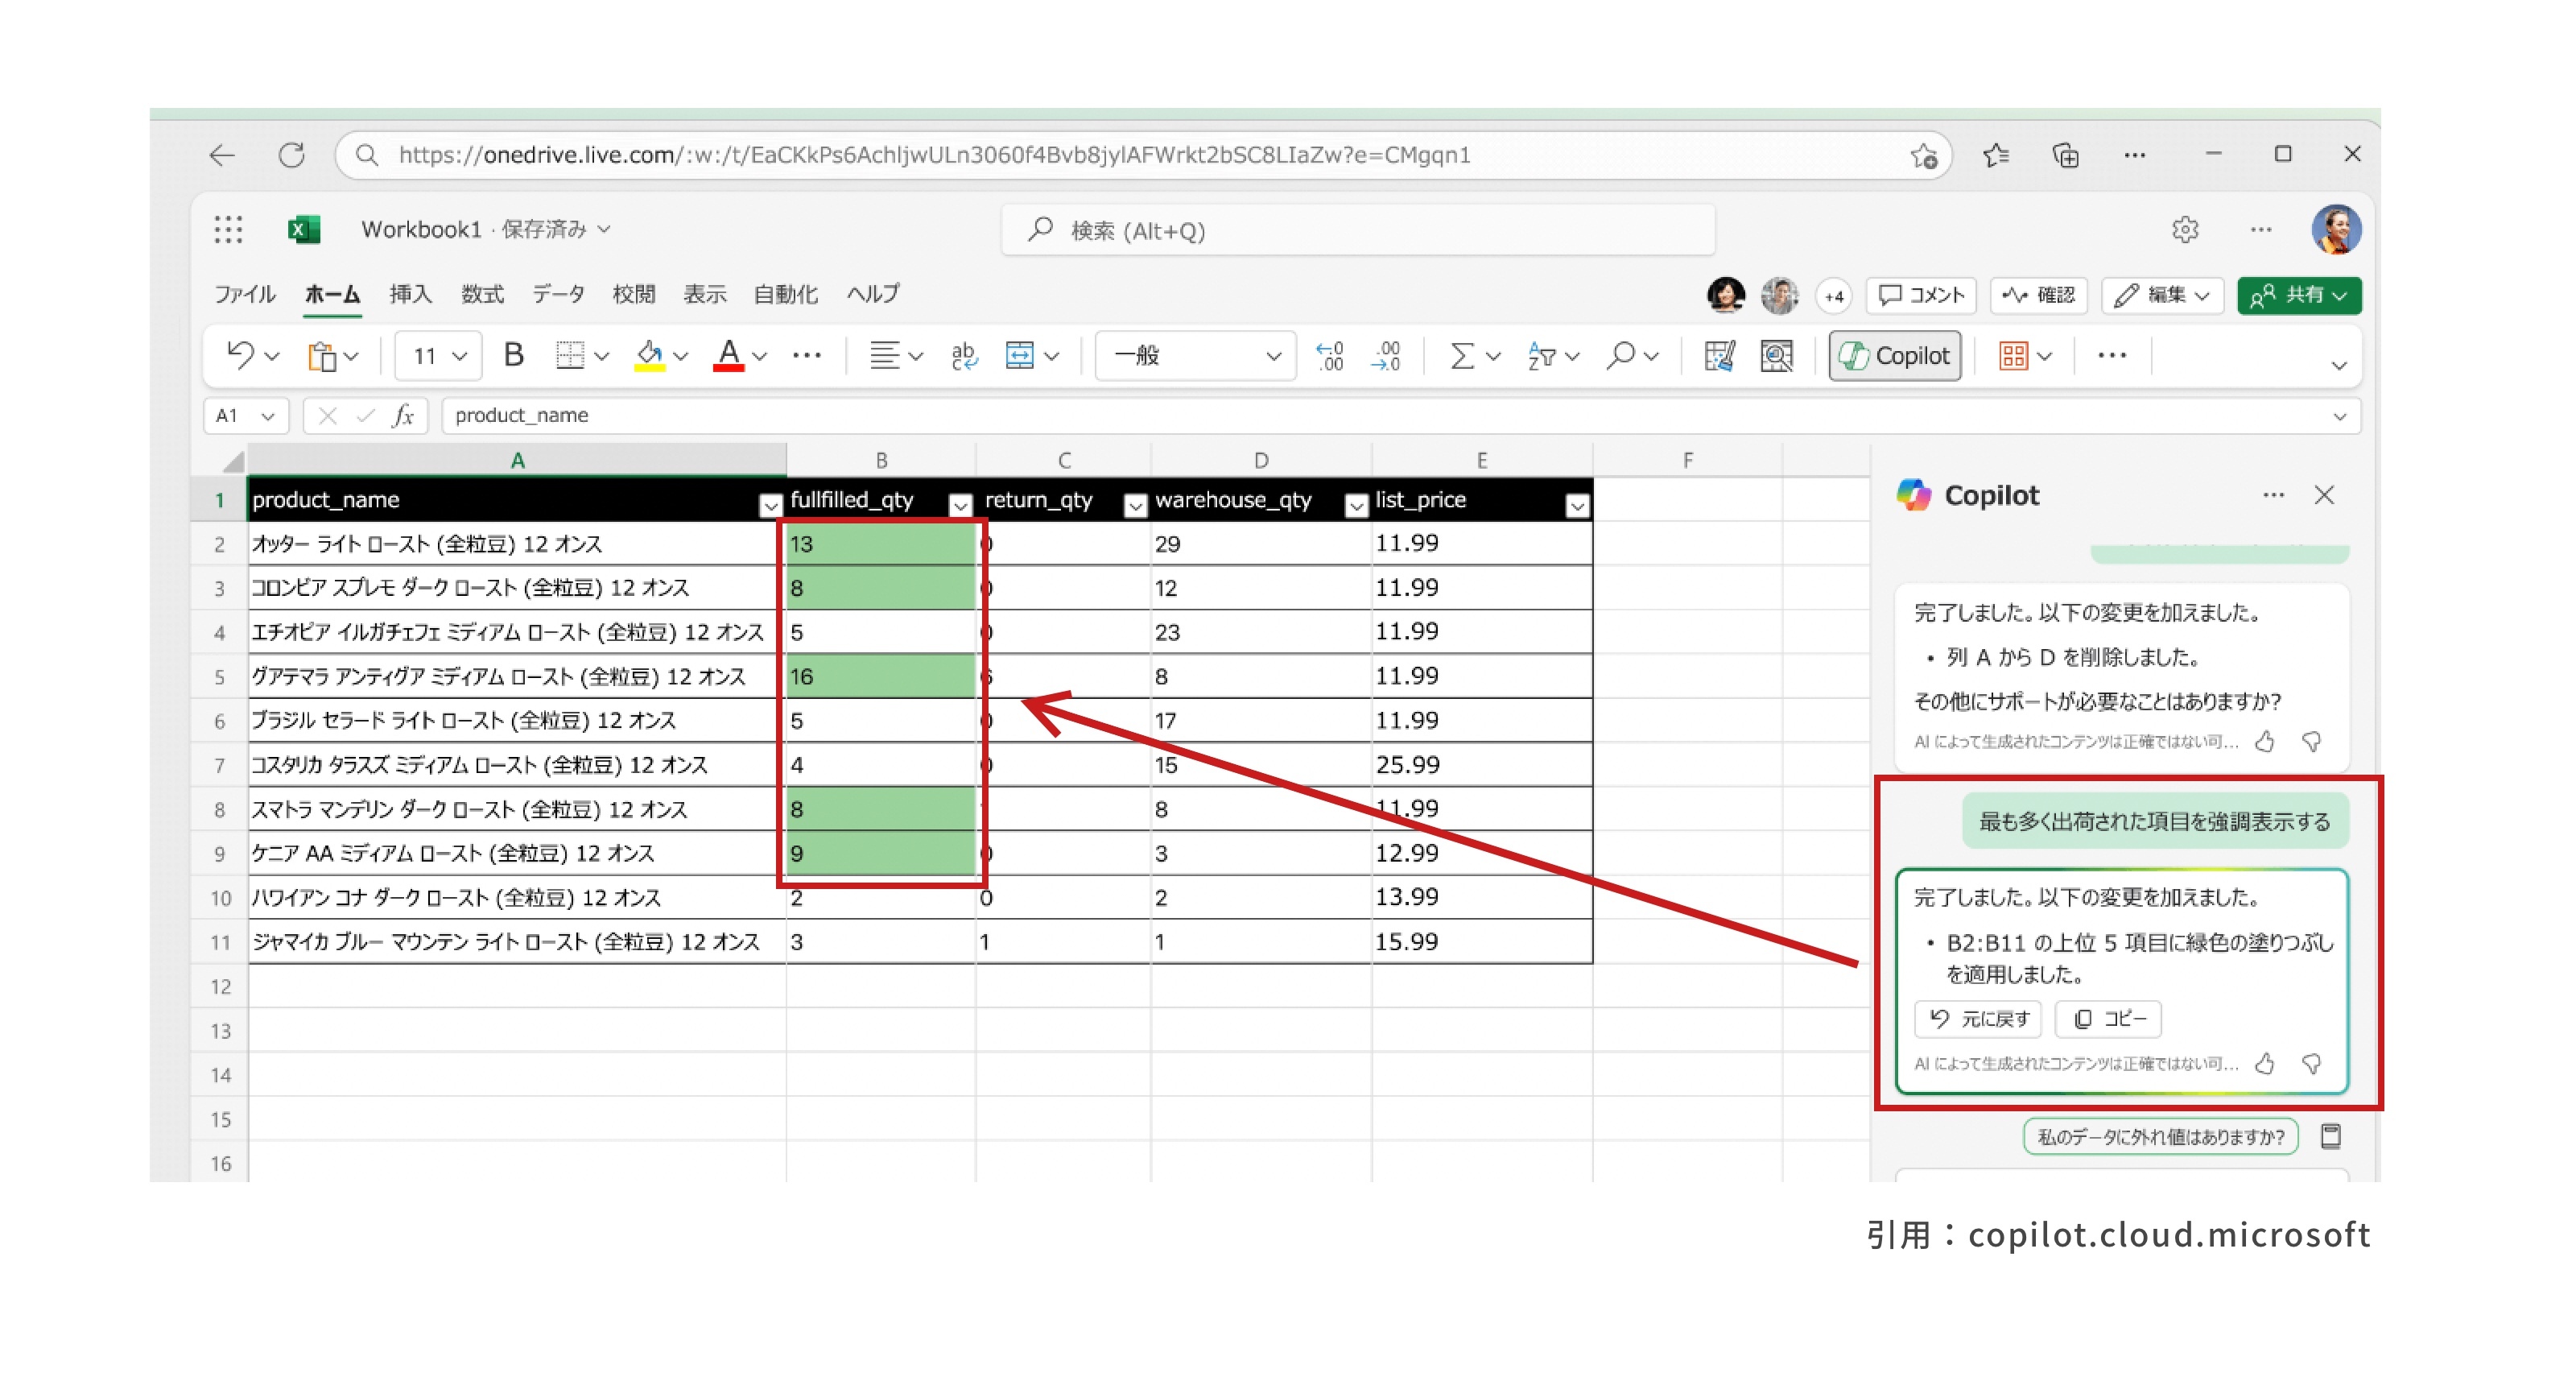 https://onedrive.live.com/:w:/t/EaCKkPs6AchljwULn3060f4Bvb8jylAFWrkt2bSC8LIaZw?e=CMgqn1
Workbook1 · 保存済み
検索 (Alt+Q)
ファイル ホーム 挿入 数式 データ 校閲 表示 自動化 ヘルプ
+4 コメント 確認 編集 共有
11 B A ab c 一般 .0 .00 .00 .0 Copilot
A1 fx product_name
A B C D E F
1 product_name fullfilled_qty return_qty warehouse_qty list_price
2 オッター ライト ロースト (全粒豆) 12 オンス 13 0 29 11.99
3 コロンビア スプレモ ダーク ロースト (全粒豆) 12 オンス 8 0 12 11.99
4 エチオピア イルガチェフェ ミディアム ロースト (全粒豆) 12 オンス 5 0 23 11.99
5 グアテマラ アンティグア ミディアム ロースト (全粒豆) 12 オンス 16 6 8 11.99
6 ブラジル セラード ライト ロースト (全粒豆) 12 オンス 5 0 17 11.99
7 コスタリカ タラスズ ミディアム ロースト (全粒豆) 12 オンス 4 0 15 25.99
8 スマトラ マンデリン ダーク ロースト (全粒豆) 12 オンス 8 8 11.99
9 ケニア AA ミディアム ロースト (全粒豆) 12 オンス 9 0 3 12.99
10 ハワイアン コナ ダーク ロースト (全粒豆) 12 オンス 2 0 2 13.99
11 ジャマイカ ブルー マウンテン ライト ロースト (全粒豆) 12 オンス 3 1 1 15.99
12
13
14
15
16
Copilot
完了しました。以下の変更を加えました。
• 列 A から D を削除しました。
その他にサポートが必要なことはありますか?
AI によって生成されたコンテンツは正確ではない可...
最も多く出荷された項目を強調表示する
完了しました。以下の変更を加えました。
• B2:B11 の上位 5 項目に緑色の塗りつぶし
を適用しました。
元に戻す コピー
AI によって生成されたコンテンツは正確ではない可...
私のデータに外れ値はありますか?
引用：copilot.cloud.microsoft